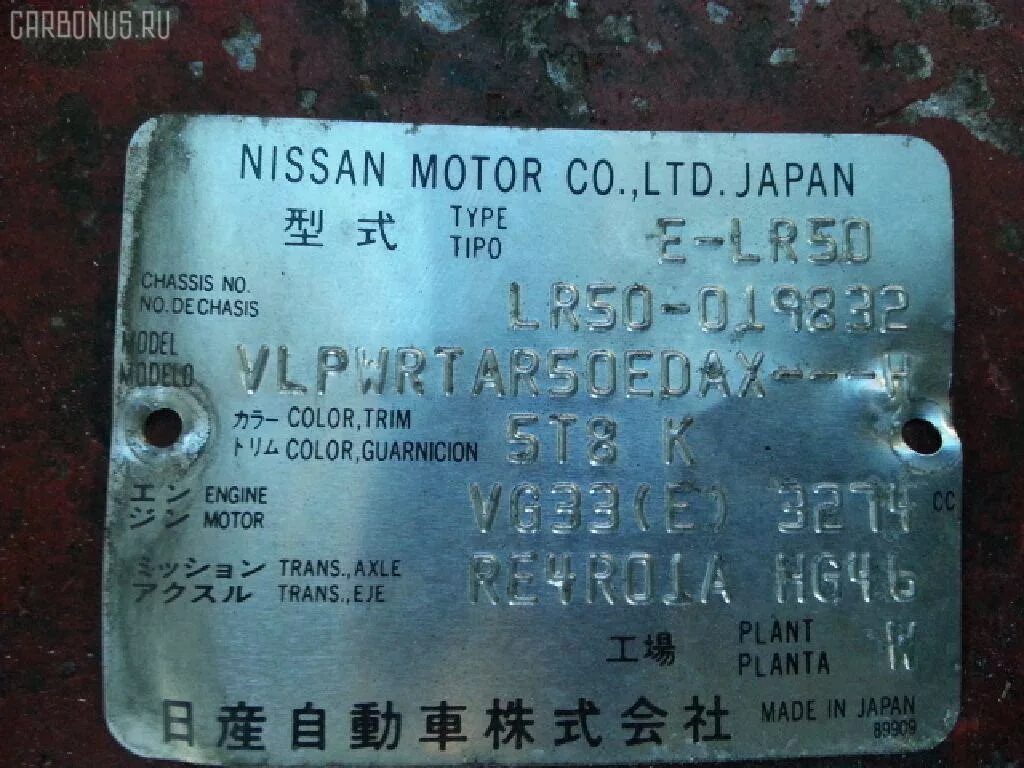 CARBONUS.RU
NISSAN MOTOR CO.,LTD. JAPAN
型式 TYPE TIPO E-LR50
CHASSIS NO. LR50-019832
NO.DE CHASIS
MODEL VLPWRTAR50EDAX---
MODELO
カラー COLOR,TRIM 5T8 K
トリム COLOR,GUARNICION
エン ENGINE VG33(E) 3274 CC
ジン MOTOR
ミッション TRANS.,AXLE RE4R01A HG46
アクスル TRANS.,EJE
工場 PLANT
PLANTA
日産自動車株式会社 MADE IN JAPAN
89909